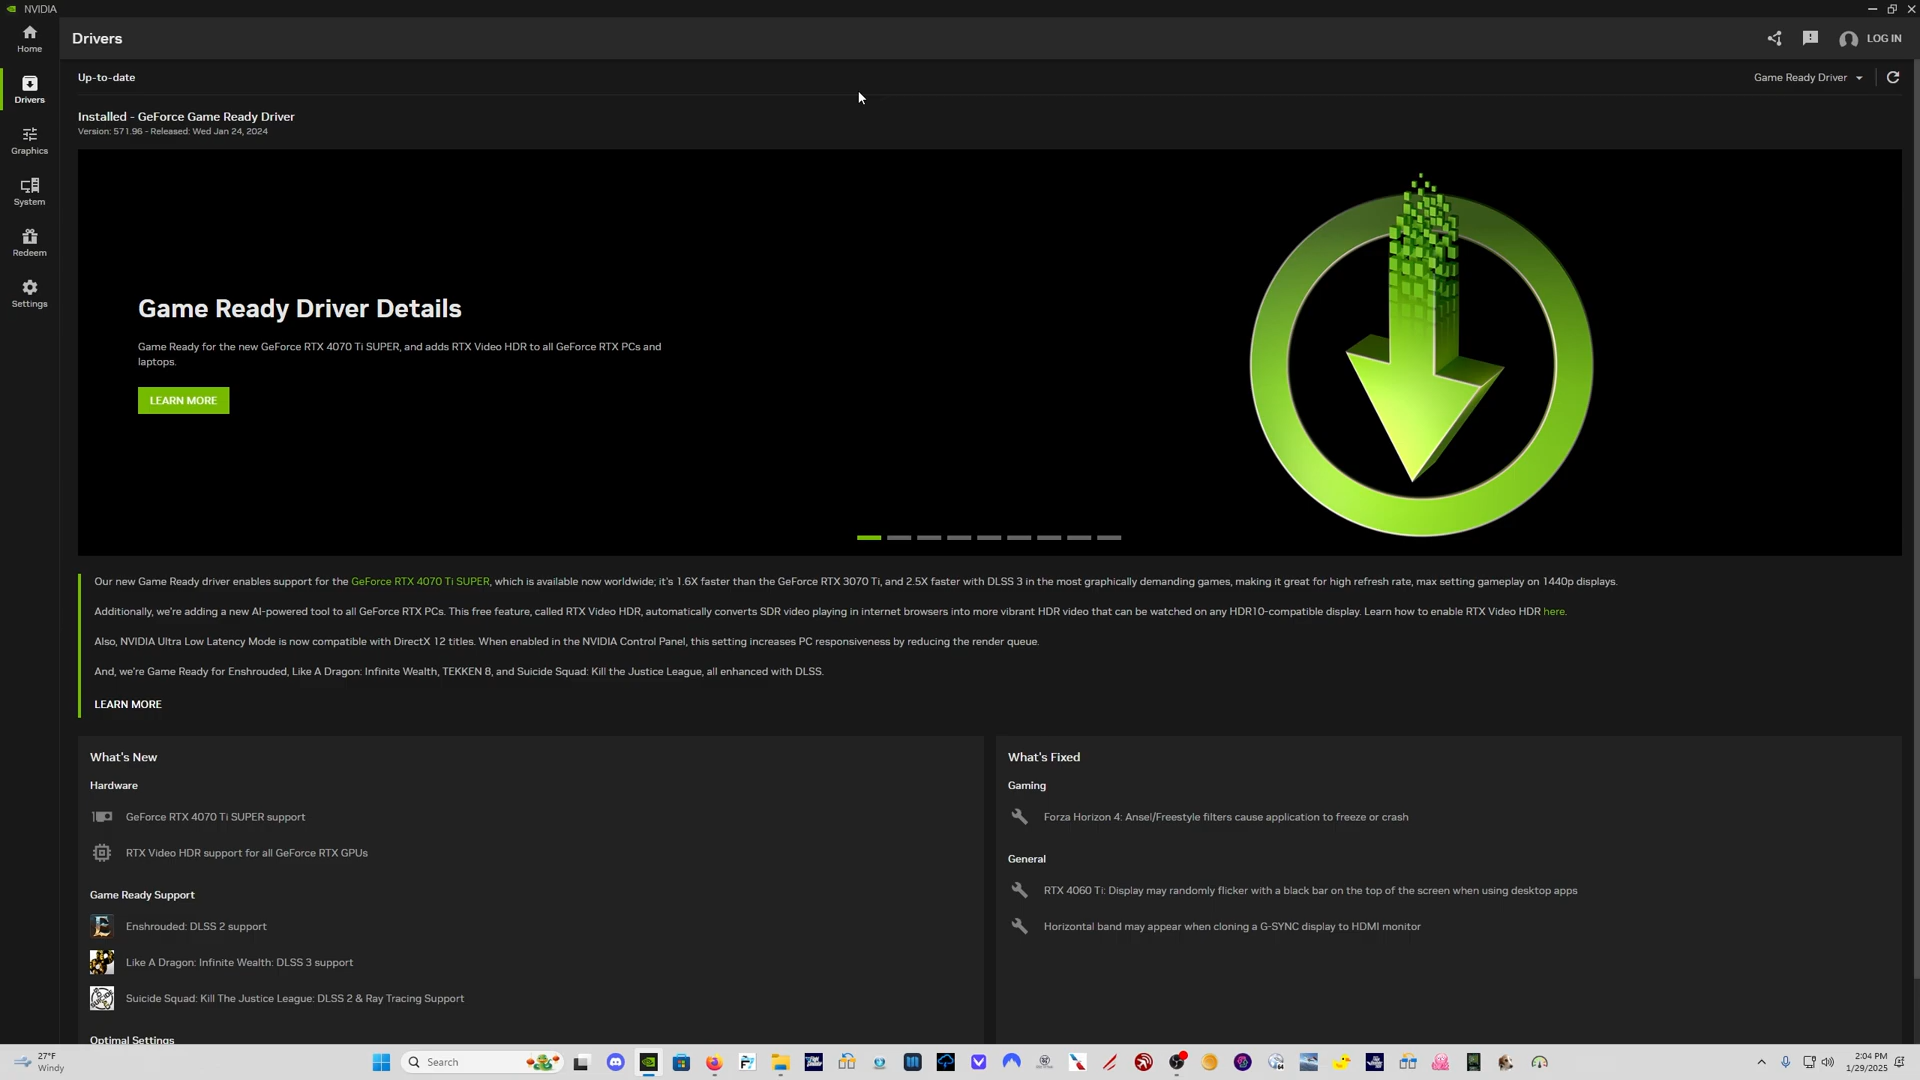 NVIDIA
Home
Drivers
LOG IN
Up-to-date
Game Ready Driver
Drivers
Installed - GeForce Game Ready Driver
Version: 571.96 - Released: Wed Jan 24, 2024
Graphics
System
Redeem
Settings
Game Ready Driver Details
Game Ready for the new GeForce RTX 4070 Ti SUPER, and adds RTX Video HDR to all GeForce RTX PCs and
laptops.
LEARN MORE
Our new Game Ready driver enables support for the GeForce RTX 4070 Ti SUPER, which is available now worldwide; it's 1.6X faster than the GeForce RTX 3070 Ti, and 2.5X faster with DLSS 3 in the most graphically demanding games, making it great for high refresh rate, max setting gameplay on 1440p displays.
Additionally, we're adding a new AI-powered tool to all GeForce RTX PCs. This free feature, called RTX Video HDR, automatically converts SDR video playing in internet browsers into more vibrant HDR video that can be watched on any HDR10-compatible display. Learn how to enable RTX Video HDR here.
Also, NVIDIA Ultra Low Latency Mode is now compatible with DirectX 12 titles. When enabled in the NVIDIA Control Panel, this setting increases PC responsiveness by reducing the render queue.
And, we're Game Ready for Enshrouded, Like A Dragon: Infinite Wealth, TEKKEN 8, and Suicide Squad: Kill the Justice League, all enhanced with DLSS.
LEARN MORE
What's New
Hardware
GeForce RTX 4070 Ti SUPER support
RTX Video HDR support for all GeForce RTX GPUs
Game Ready Support
Enshrouded: DLSS 2 support
Like A Dragon: Infinite Wealth: DLSS 3 support
Suicide Squad: Kill The Justice League: DLSS 2 & Ray Tracing Support
Optimal Settings
What's Fixed
Gaming
Forza Horizon 4: Ansel/Freestyle filters cause application to freeze or crash
General
RTX 4060 Ti: Display may randomly flicker with a black bar on the top of the screen when using desktop apps
Horizontal band may appear when cloning a G-SYNC display to HDMI monitor
27°F
Windy
Search
2:04 PM
1/29/2025